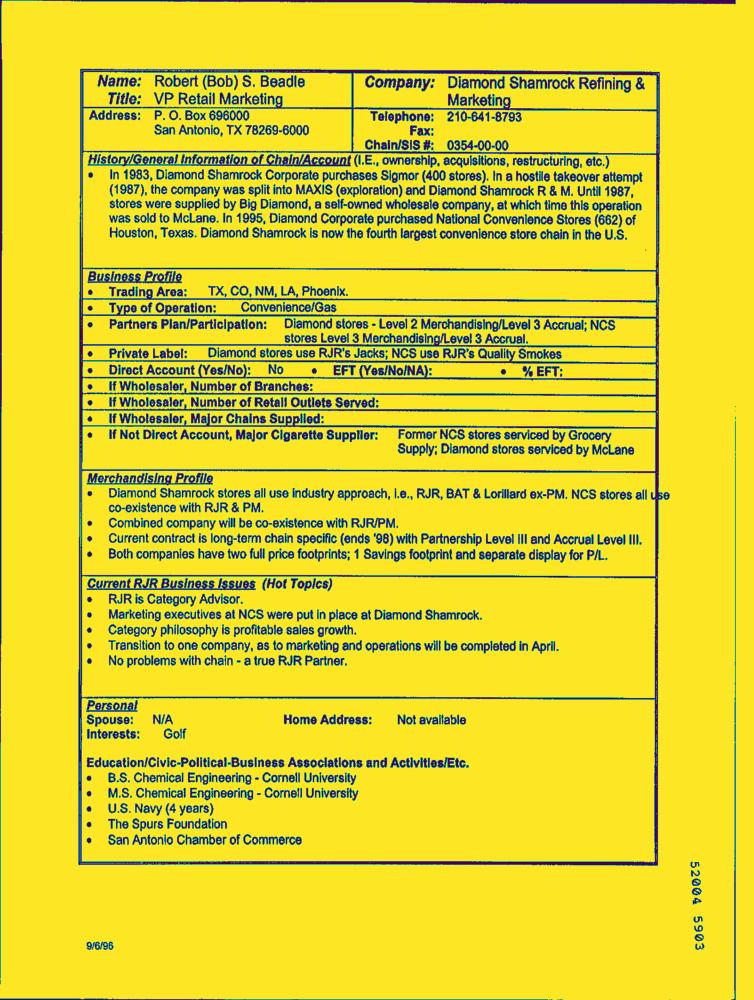 Name: Robert (Bob) S. Beadle
Title: VP Retail Marketing
Company: Diamond Shamrock Refining &
Marketing
Address: P. O. Box 696000
San Antonio, TX 78269-6000
Telephone: 210-641-8793
Fax:
Chain/SIS #: 0354-00-00
History/General Information of Chain/Account (I.E., ownership, acquisitions, restructuring, etc.)
• In 1983, Diamond Shamrock Corporate purchases Sigmor (400 stores). In a hostile takeover attempt
(1987), the company was split into MAXIS (exploration) and Diamond Shamrock R & M. Until 1987,
stores were supplied by Big Diamond, a self-owned wholesale company, at which time this operation
was sold to McLane. In 1995, Diamond Corporate purchased National Convenience Stores (662) of
Houston, Texas. Diamond Shamrock is now the fourth largest convenience store chain in the U.S.
Business Profile
• Trading Area: TX, CO, NM, LA, Phoenix.
• Type of Operation: Convenience/Gas
• Partners Plan/Participation: Diamond stores - Level 2 Merchandising/Level 3 Accrual; NCS
stores Level 3 Merchandising/Level 3 Accrual.
• Private Label: Diamond stores use RJR's Jacks; NCS use RJR's Quality Smokes
• Direct Account (Yes/No): No • EFT (Yes/No/NA): • % EFT:
• If Wholesaler, Number of Branches:
• If Wholesaler, Number of Retail Outlets Served:
• If Wholesaler, Major Chains Supplied:
• If Not Direct Account, Major Cigarette Supplier: Former NCS stores serviced by Grocery
Supply; Diamond stores serviced by McLane
Merchandising Profile
• Diamond Shamrock stores all use industry approach, i.e., RJR, BAT & Lorillard ex-PM. NCS stores all use
co-existence with RJR & PM.
• Combined company will be co-existence with RJR/PM.
• Current contract is long-term chain specific (ends '98) with Partnership Level III and Accrual Level III.
• Both companies have two full price footprints; 1 Savings footprint and separate display for P/L.
Current RJR Business Issues (Hot Topics)
• RJR is Category Advisor.
• Marketing executives at NCS were put in place at Diamond Shamrock.
• Category philosophy is profitable sales growth.
• Transition to one company, as to marketing and operations will be completed in April.
• No problems with chain - a true RJR Partner.
Personal
Spouse: N/A Home Address: Not available
Interests: Golf
Education/Civic-Political-Business Associations and Activities/Etc.
• B.S. Chemical Engineering - Cornell University
• M.S. Chemical Engineering - Cornell University
• U.S. Navy (4 years)
• The Spurs Foundation
• San Antonio Chamber of Commerce
52004 5903
9/6/96